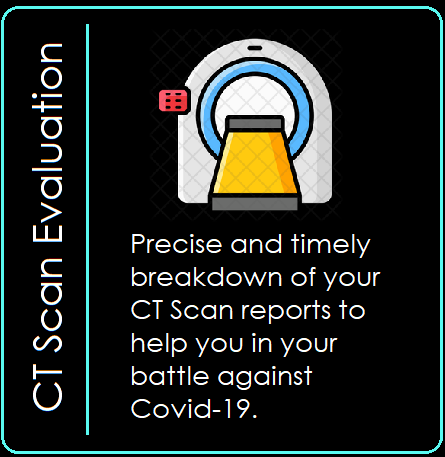 CT Scan Evaluation
Precise and timely
breakdown of your
CT Scan reports to
help you in your
battle against
Covid-19.